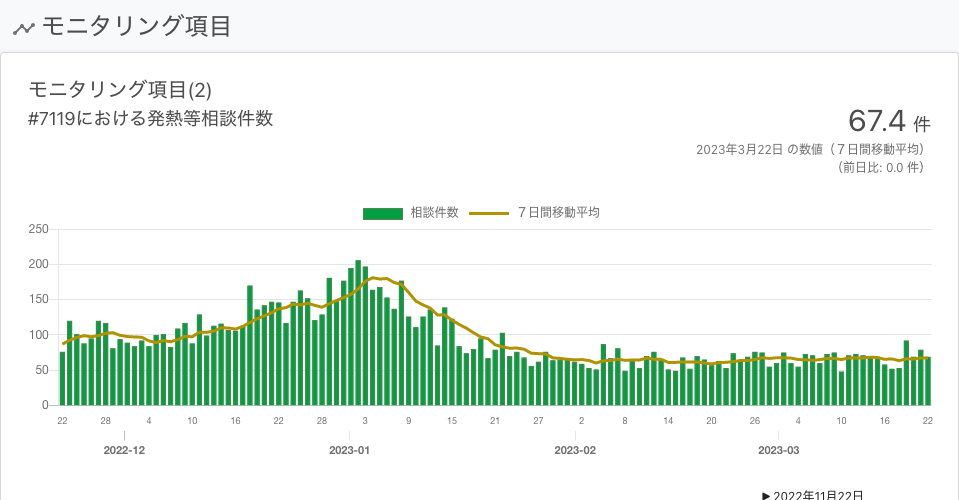 モニタリング項目
モニタリング項目(2)
#7119における発熱等相談件数
67.4 件
2023年3月22日 の数値（７日間移動平均）
（前日比: 0.0 件）
相談件数 ７日間移動平均
250
200
150
100
50
0
22 28 4 10 16 22 28 3 9 15 21 27 2 8 14 20 26 4 10 16 22
2022-12 2023-01 2023-02 2023-03
▶ 2022年11月22日